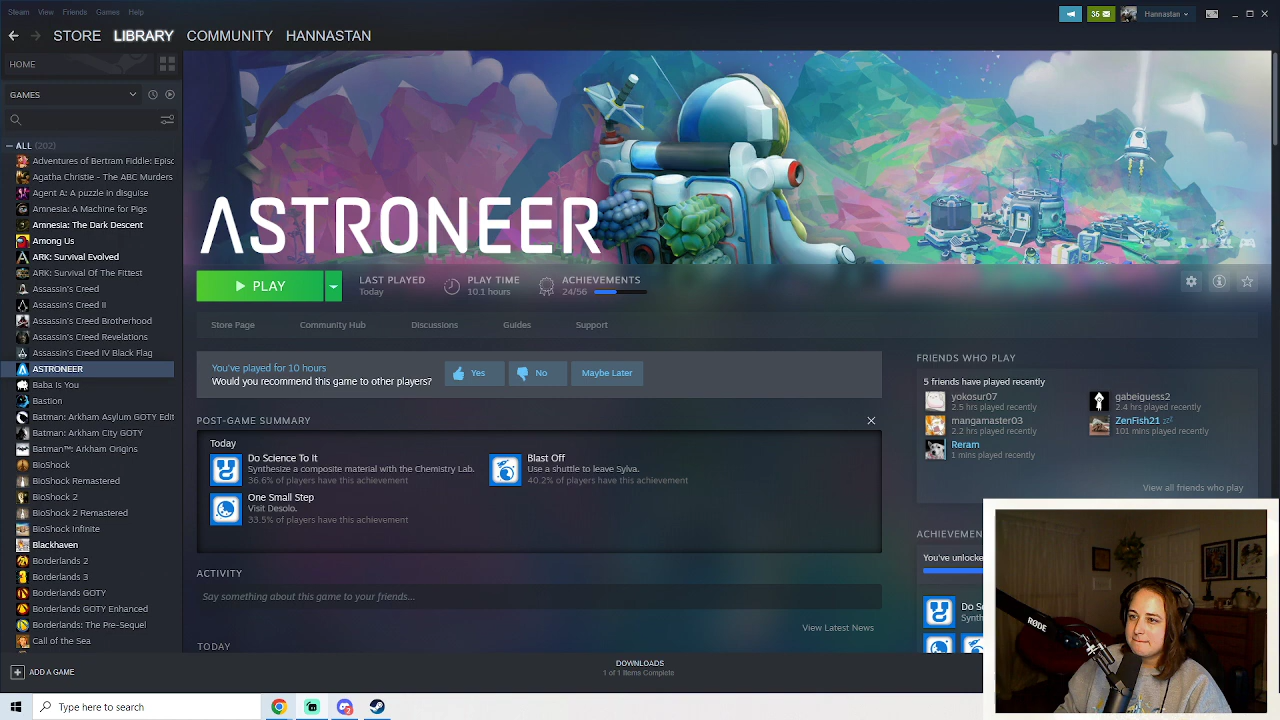 Steam View Friends Games Help
36 Hannastan
STORE LIBRARY COMMUNITY HANNASTAN
HOME
GAMES
ALL (202)
Adventures of Bertram Fiddle: Episo
Agatha Christie - The ABC Murders
Agent A: A puzzle in disguise
Amnesia: A Machine for Pigs
Amnesia: The Dark Descent
Among Us
ARK: Survival Evolved
ARK: Survival Of The Fittest
Assassin's Creed
Assassin's Creed II
Assassin's Creed Brotherhood
Assassin's Creed Revelations
Assassin's Creed IV Black Flag
ASTRONEER
Baba Is You
Bastion
Batman: Arkham Asylum GOTY Edit
Batman: Arkham City GOTY
Batman™: Arkham Origins
BioShock
BioShock Remastered
BioShock 2
BioShock 2 Remastered
BioShock Infinite
Blackhaven
Borderlands 2
Borderlands 3
Borderlands GOTY
Borderlands GOTY Enhanced
Borderlands: The Pre-Sequel
Call of the Sea
ADD A GAME
ASTRONEER
PLAY
LAST PLAYED
Today
PLAY TIME
10.1 hours
ACHIEVEMENTS
24/56
Store Page Community Hub Discussions Guides Support
You've played for 10 hours
Would you recommend this game to other players?
Yes No Maybe Later
POST-GAME SUMMARY
Today
Do Science To It
Synthesize composite material with the Chemistry Lab.
36.6% of players have this achievement
Blast Off
Use a shuttle to leave Sylva.
40.2% of players have this achievement
One Small Step
Visit Desolo.
33.5% of players have this achievement
ACTIVITY
Say something about this game to your friends...
View Latest News
TODAY
FRIENDS WHO PLAY
5 friends have played recently
yokosur07
2.5 hrs played recently
gabeiguess2
2.4 hrs played recently
mangamaster03
2.2 hrs played recently
ZenFish21 zzz
101 mins played recently
Reram
1 mins played recently
View all friends who play
ACHIEVEMEN
You've unlocke
Do S
Synth
DOWNLOADS
1 of 1 Items Complete
RØDE
Type here to search